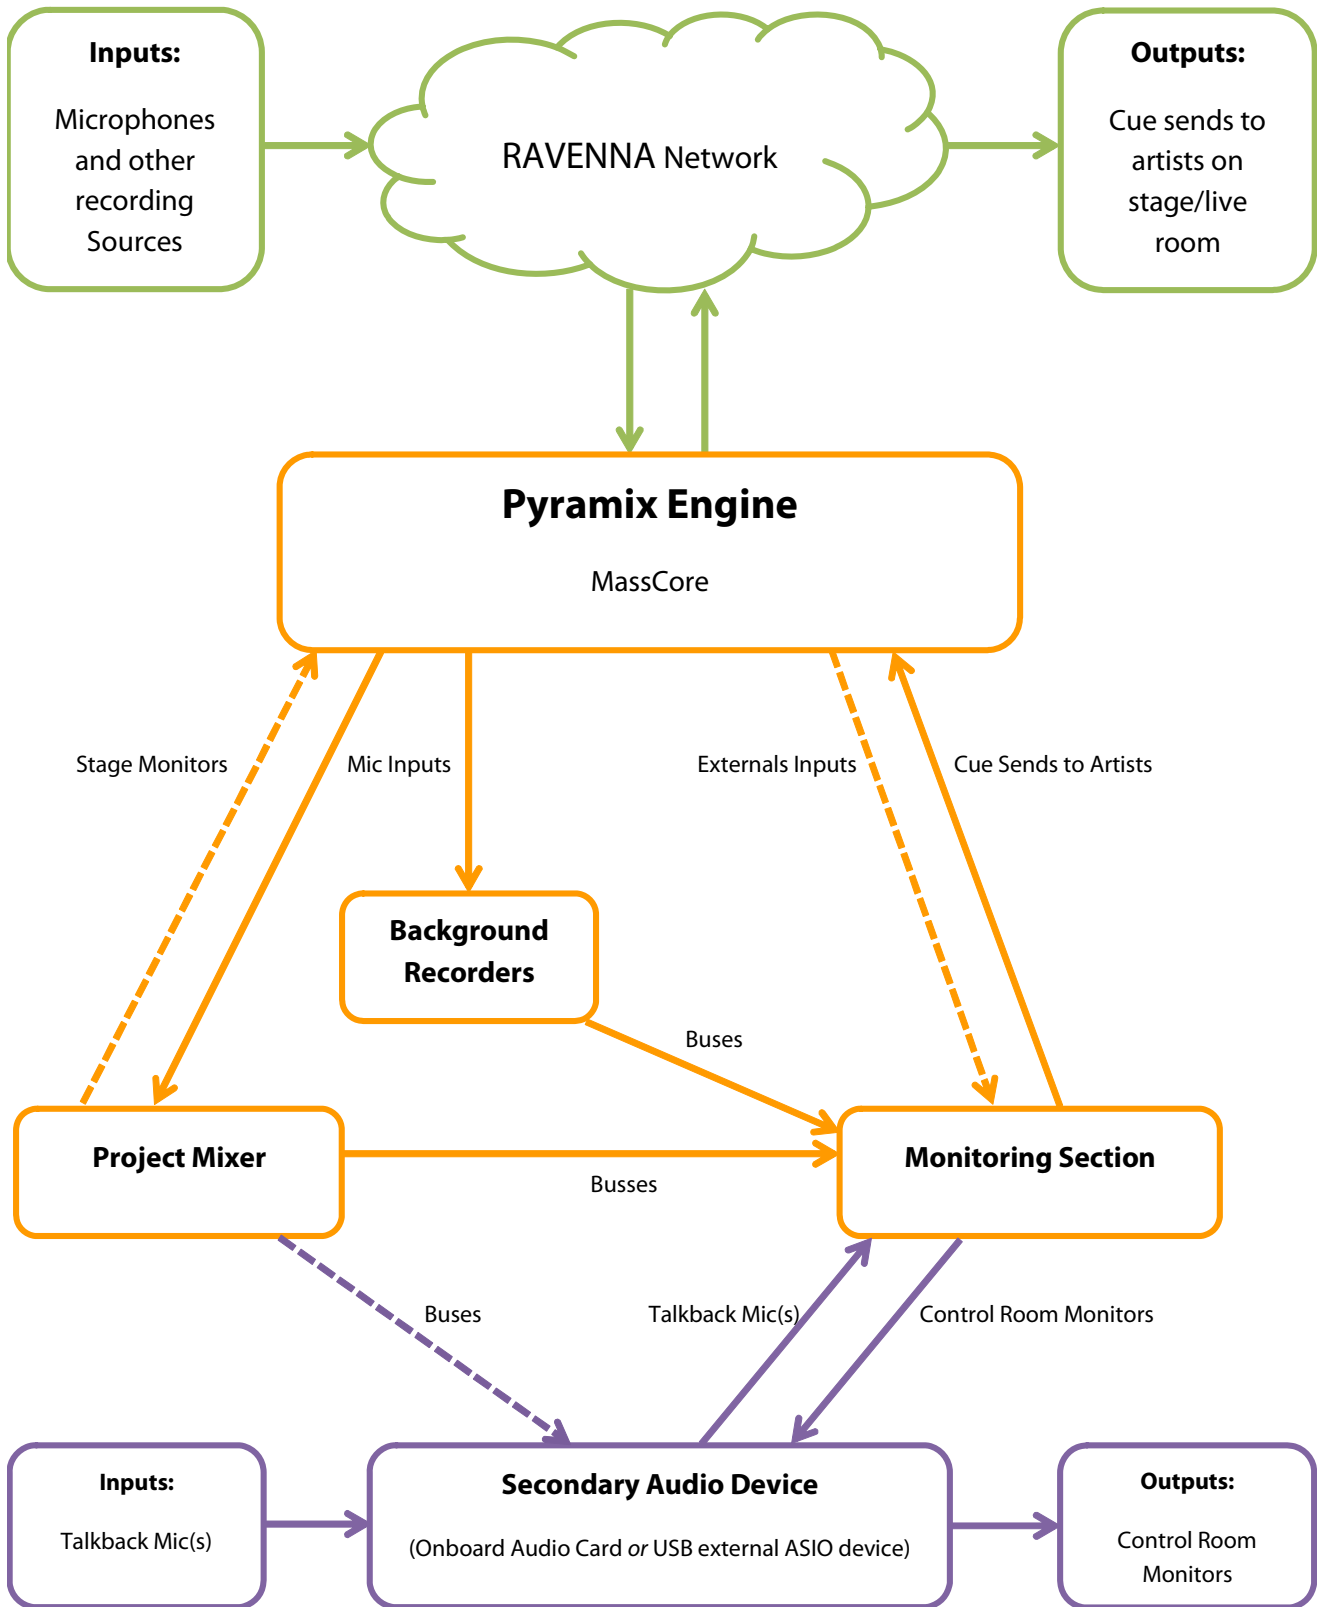 Inputs:
Microphones
and other
recording
Sources
RAVENNA Network
Outputs:
Cue sends to
artists on
stage/live
room
Pyramix Engine
MassCore
Stage Monitors
Mic Inputs
Externals Inputs
Cue Sends to Artists
Background
Recorders
Buses
Project Mixer
Busses
Monitoring Section
Buses
Talkback Mic(s)
Control Room Monitors
Inputs:
Talkback Mic(s)
Secondary Audio Device
(Onboard Audio Card or USB external ASIO device)
Outputs:
Control Room
Monitors